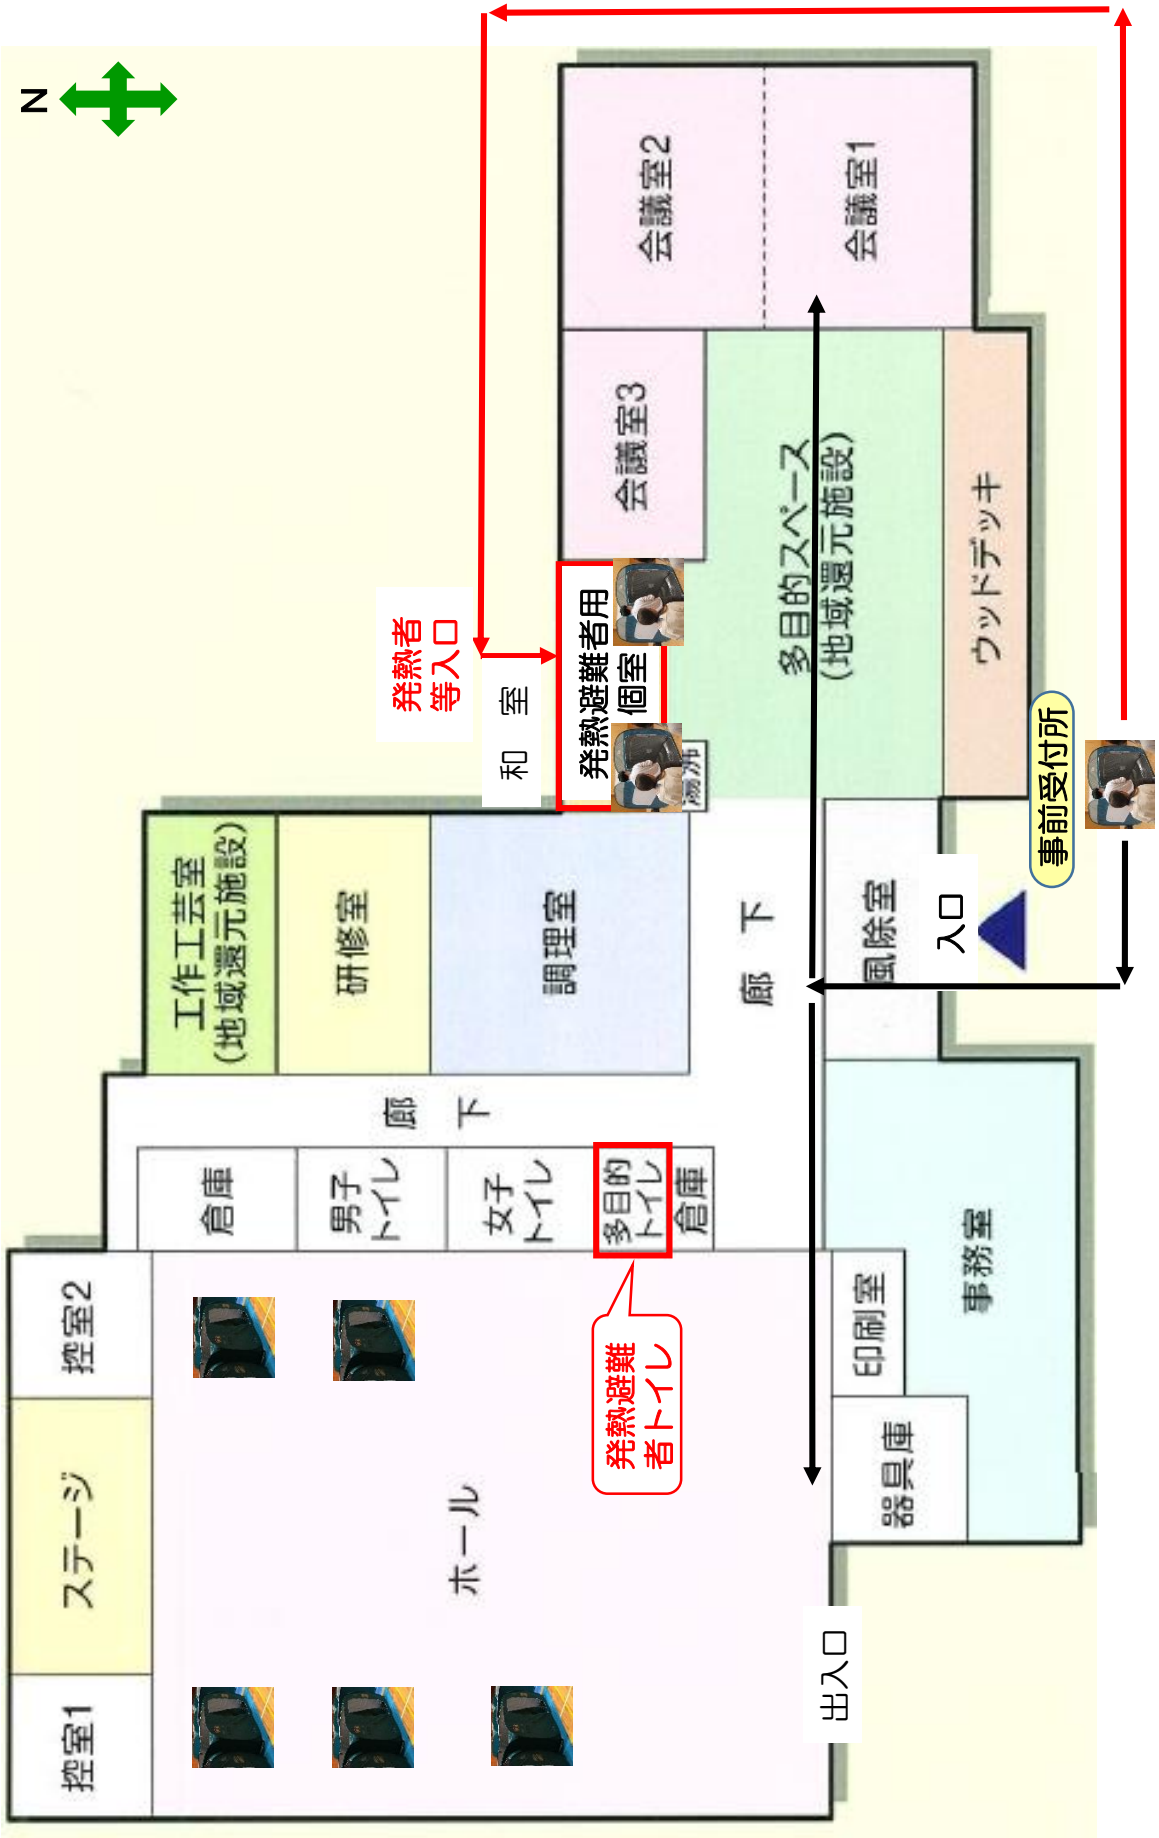 N
控室1
ステージ
控室2
工作工芸室
(地域還元施設)
倉庫
研修室
男子
トイレ
廊下
発熱者
等入口
ホール
女子
トイレ
調理室
和室
発熱避難者用
個室
会議室3
会議室2
多目的
トイレ
発熱避難
者トイレ
倉庫
湯沸
廊下
多目的スペース
(地域還元施設)
会議室1
出入口
器具庫
印刷室
事務室
風除室
入口
ウッドデッキ
事前受付所